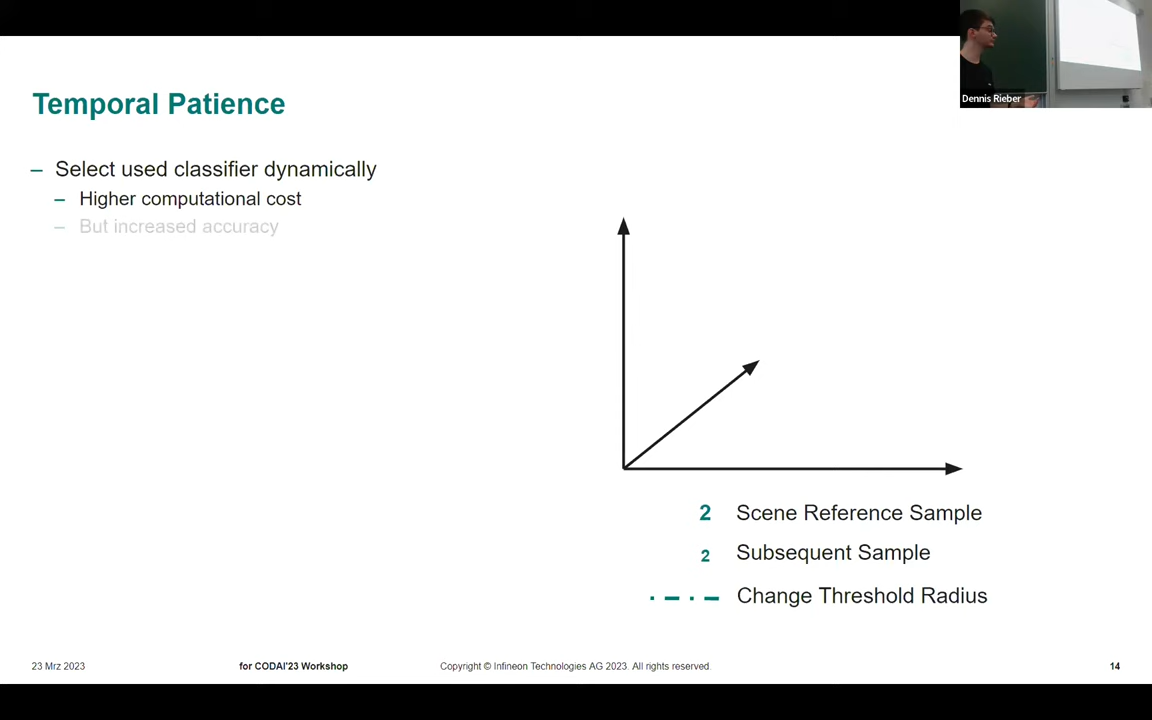 Dennis Rieber
Temporal Patience
– Select used classifier dynamically
– Higher computational cost
– But increased accuracy
2 Scene Reference Sample
2 Subsequent Sample
Change Threshold Radius
23 Mrz 2023 for CODAI'23 Workshop Copyright © Infineon Technologies AG 2023. All rights reserved. 14